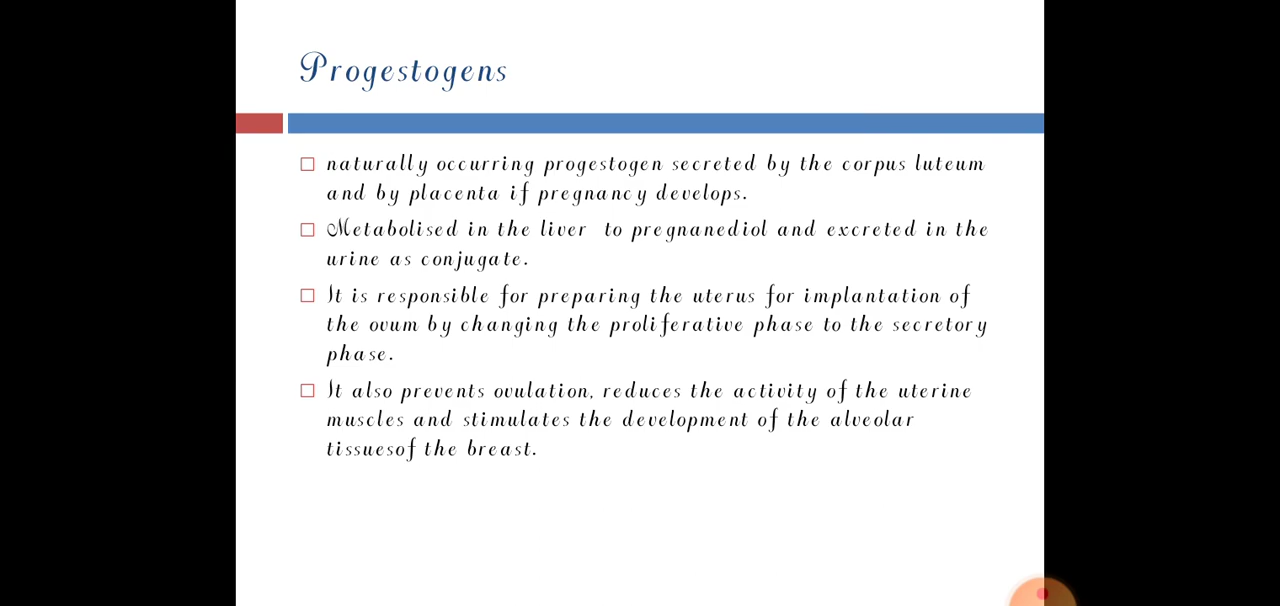 Progestogens
naturally occurring progestogen secreted by the corpus luteum
and by placenta if pregnancy develops.
Metabolised in the liver to pregnanediol and excreted in the
urine as conjugate.
It is responsible for preparing the uterus for implantation of
the ovum by changing the proliferative phase to the secretory
phase.
It also prevents ovulation, reduces the activity of the uterine
muscles and stimulates the development of the alveolar
tissuesof the breast.